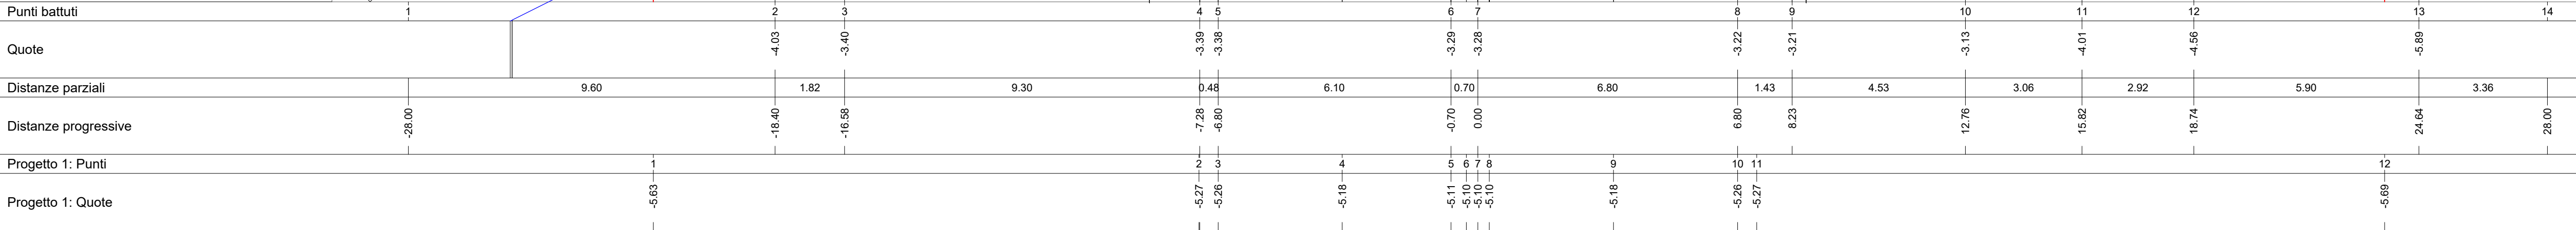 Punti battuti 1 2 3 4 5 6 7 8 9 10 11 12 13 14
Quote -4.03 -3.40 -3.39 -3.38 -3.29 -3.28 -3.22 -3.21 -3.13 -4.01 -4.56 -5.89
Distanze parziali 9.60 1.82 9.30 0.48 6.10 0.70 6.80 1.43 4.53 3.06 2.92 5.90 3.36
Distanze progressive -28.00 -18.40 -16.58 -7.28 -6.80 -0.70 0.00 6.80 8.23 12.76 15.82 18.74 24.64 28.00
Progetto 1: Punti 1 2 3 4 5 6 7 8 9 10 11 12
Progetto 1: Quote -5.63 -5.27 -5.26 -5.18 -5.11 -5.10 -5.10 -5.10 -5.18 -5.26 -5.27 -5.69